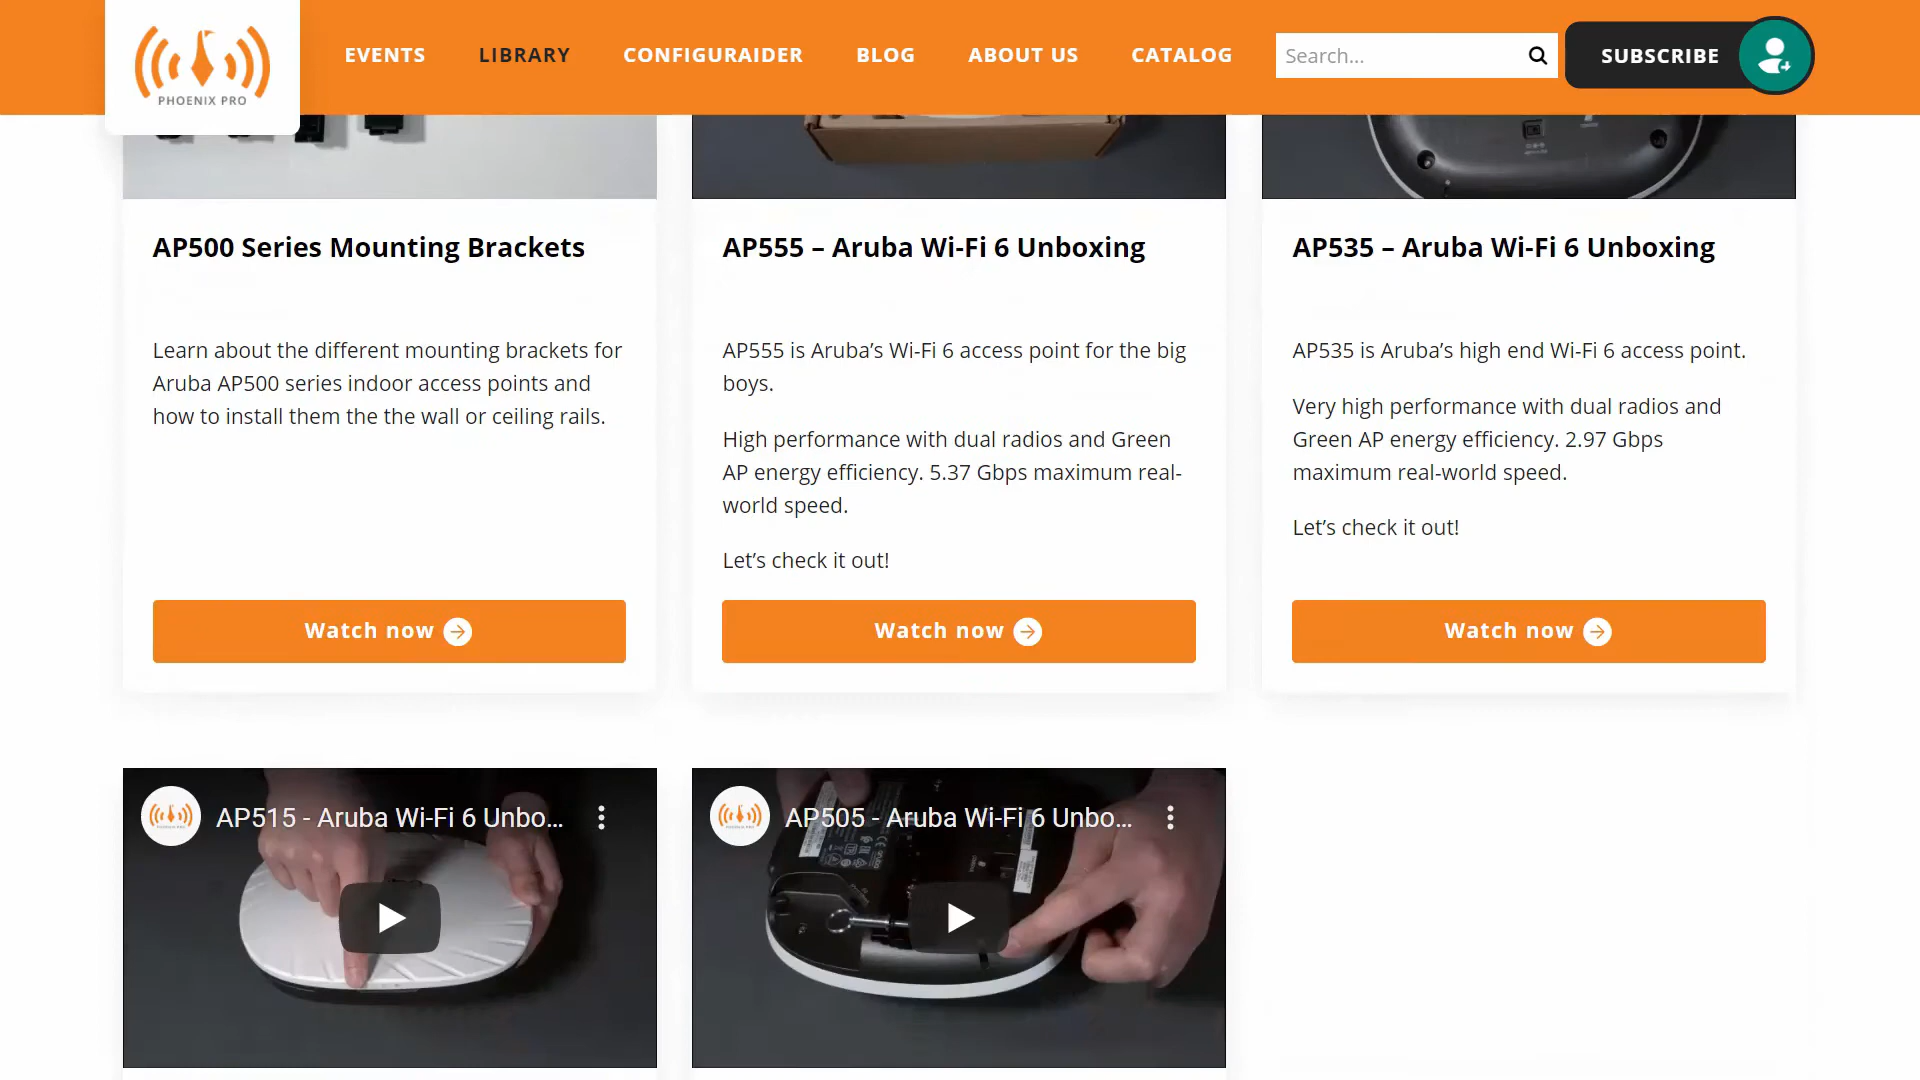 PHOENIX PRO
EVENTS
LIBRARY
CONFIGURAIDER
BLOG
ABOUT US
CATALOG
Search...
SUBSCRIBE
AP500 Series Mounting Brackets
Learn about the different mounting brackets for
Aruba AP500 series indoor access points and
how to install them the the wall or ceiling rails.
Watch now
AP555 – Aruba Wi-Fi 6 Unboxing
AP555 is Aruba’s Wi-Fi 6 access point for the big
boys.
High performance with dual radios and Green
AP energy efficiency. 5.37 Gbps maximum real-
world speed.
Let’s check it out!
Watch now
AP535 – Aruba Wi-Fi 6 Unboxing
AP535 is Aruba’s high end Wi-Fi 6 access point.
Very high performance with dual radios and
Green AP energy efficiency. 2.97 Gbps
maximum real-world speed.
Let’s check it out!
Watch now
PHOENIX PRO
AP515 - Aruba Wi-Fi 6 Unbo...
PHOENIX PRO
AP505 - Aruba Wi-Fi 6 Unbo...